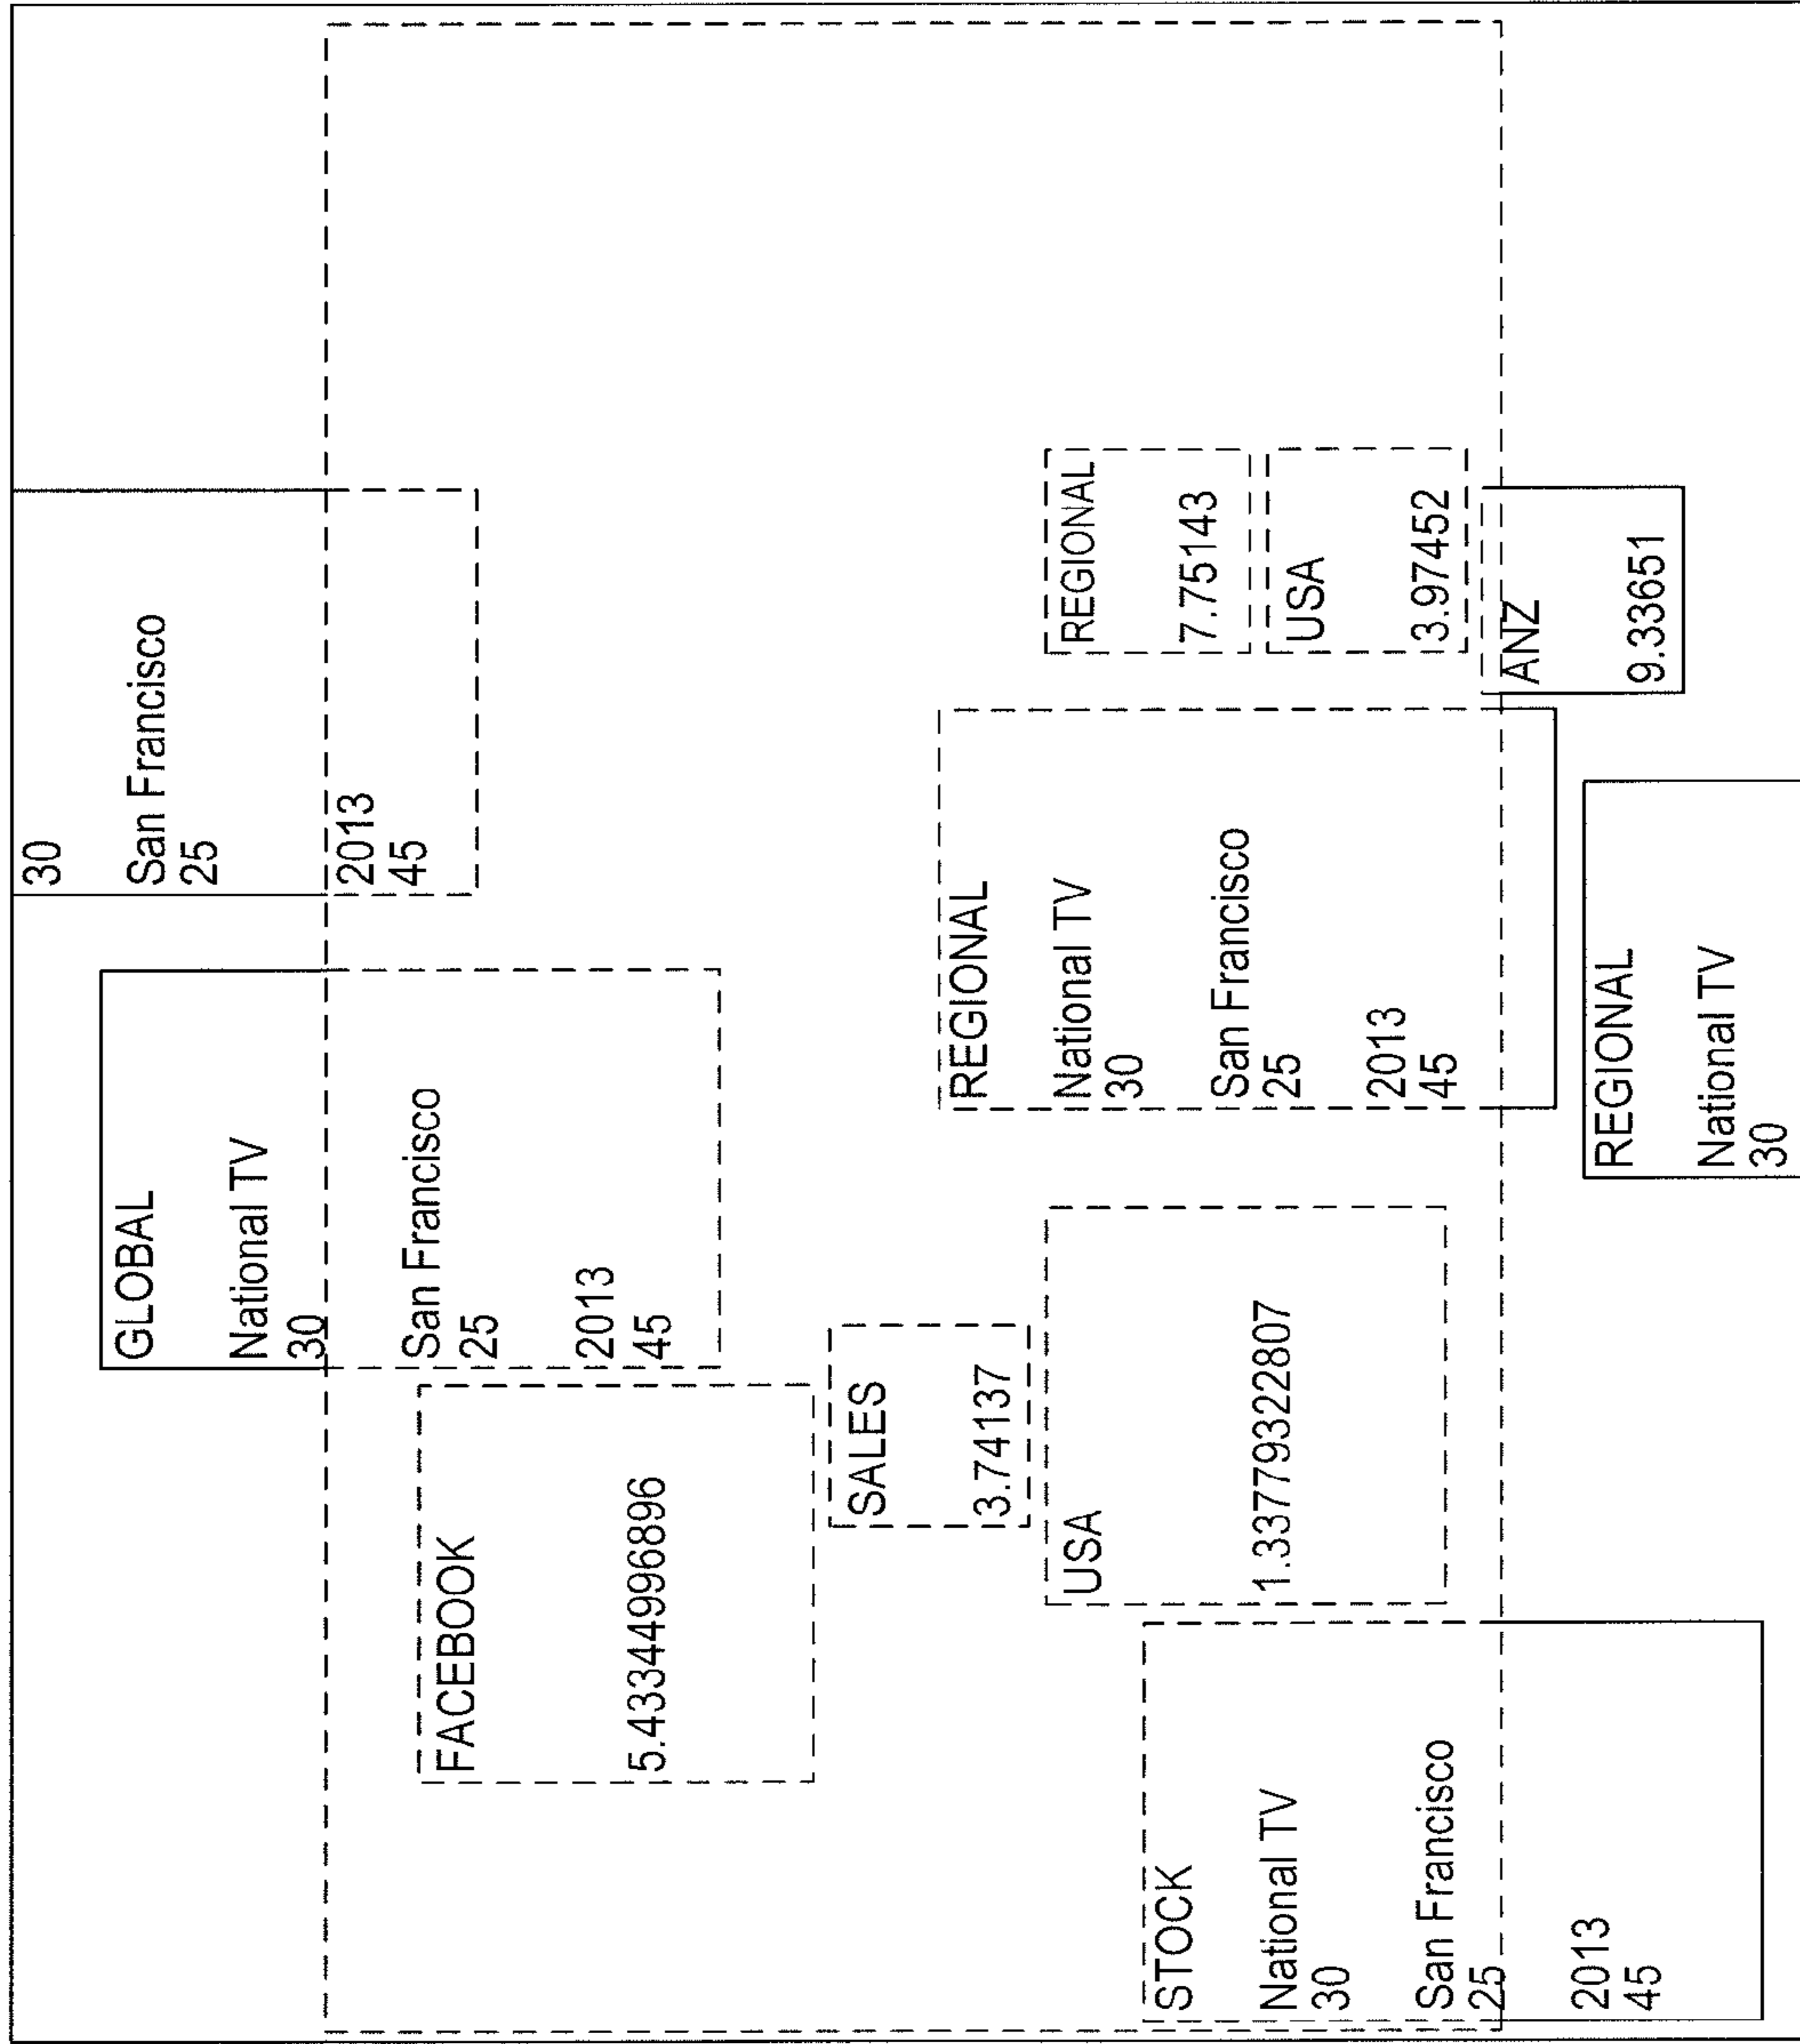 30
San Francisco
25
2013
45
GLOBAL
National TV
30
San Francisco
25
2013
45
FACEBOOK
5.43344996896
SALES
3.74137
USA
1.33779322807
STOCK
National TV
30
San Francisco
25
2013
45
REGIONAL
National TV
30
San Francisco
25
2013
45
REGIONAL
7.75143
USA
3.97452
ANZ
9.33651
REGIONAL
National TV
30